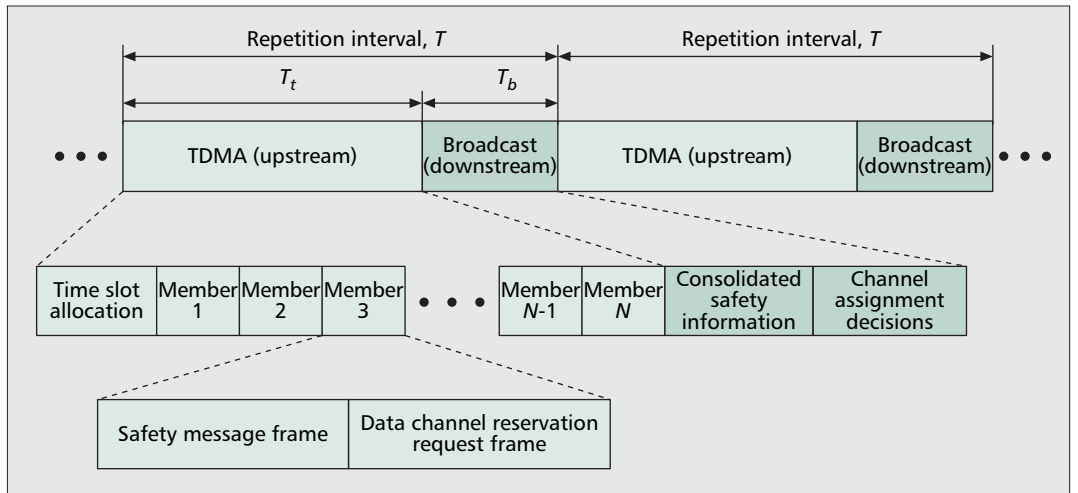 Repetition interval, T
Repetition interval, T
Tt
Tb
TDMA (upstream)
Broadcast
(downstream)
TDMA (upstream)
Broadcast
(downstream)
Time slot
allocation
Member
1
Member
2
Member
3
Member
N-1
Member
N
Consolidated
safety
information
Channel
assignment
decisions
Safety message frame
Data channel reservation
request frame